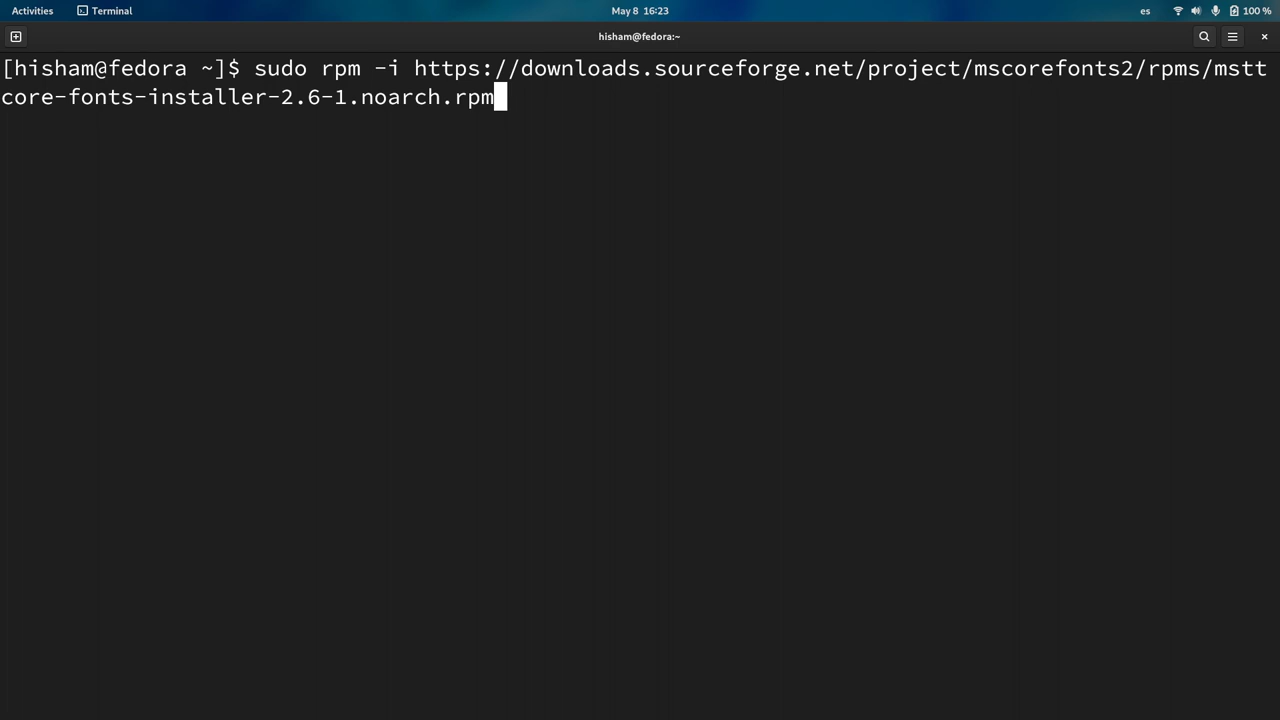 Activities Terminal May 8 16:23 es 100 %
hisham@fedora:~
[hisham@fedora ~]$ sudo rpm -i https://downloads.sourceforge.net/project/mscorefonts2/rpms/mstt
core-fonts-installer-2.6-1.noarch.rpm